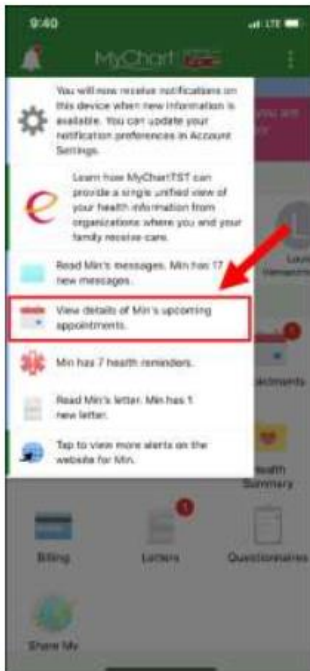 9:40
LTE
MyChart
You will now receive notifications on
this device when new information is
available. You can update your
notification preferences in Account
Settings.
Learn how MyChartTST can
provide a single unified view of
your health information from
organizations where you and your
family receive care.
Read Min's messages. Min has 17
new messages.
View details of Min's upcoming
appointments.
Min has 7 health reminders.
Read Min's letter. Min has 1
new letter.
Tap to view more alerts on the
website for Min.
you are
Health
Summary
Billing
Letters
Questionnaires
Share My